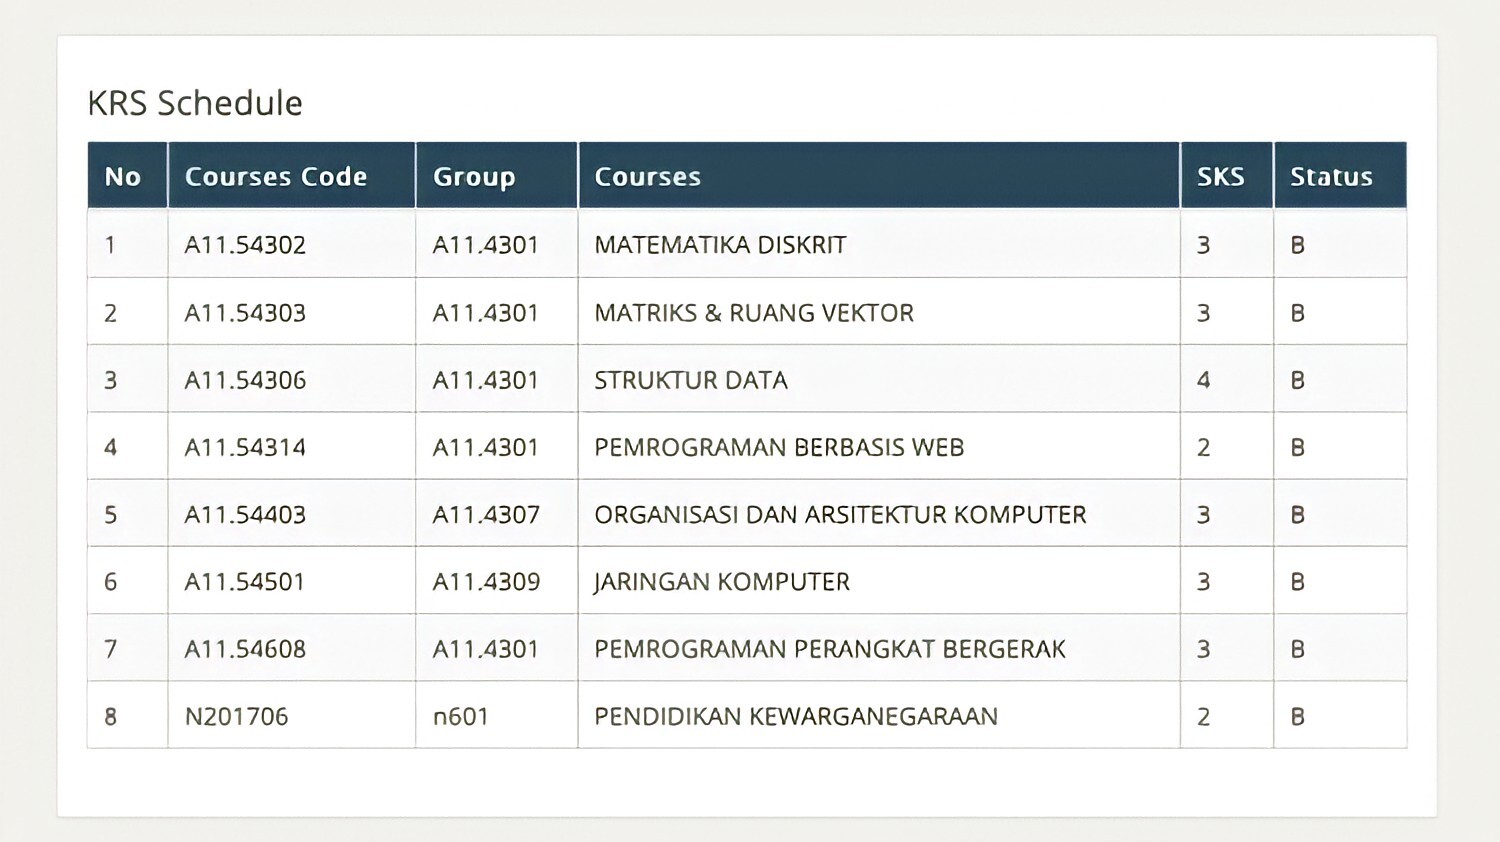 KRS Schedule
No Courses Code Group Courses SKS Status
1 A11.54302 A11.4301 MATEMATIKA DISKRIT 3 B
2 A11.54303 A11.4301 MATRIKS & RUANG VEKTOR 3 B
3 A11.54306 A11.4301 STRUKTUR DATA 4 B
4 A11.54314 A11.4301 PEMROGRAMAN BERBASIS WEB 2 B
5 A11.54403 A11.4307 ORGANISASI DAN ARSITEKTUR KOMPUTER 3 B
6 A11.54501 A11.4309 JARINGAN KOMPUTER 3 B
7 A11.54608 A11.4301 PEMROGRAMAN PERANGKAT BERGERAK 3 B
8 N201706 n601 PENDIDIKAN KEWARGANEGARAAN 2 B